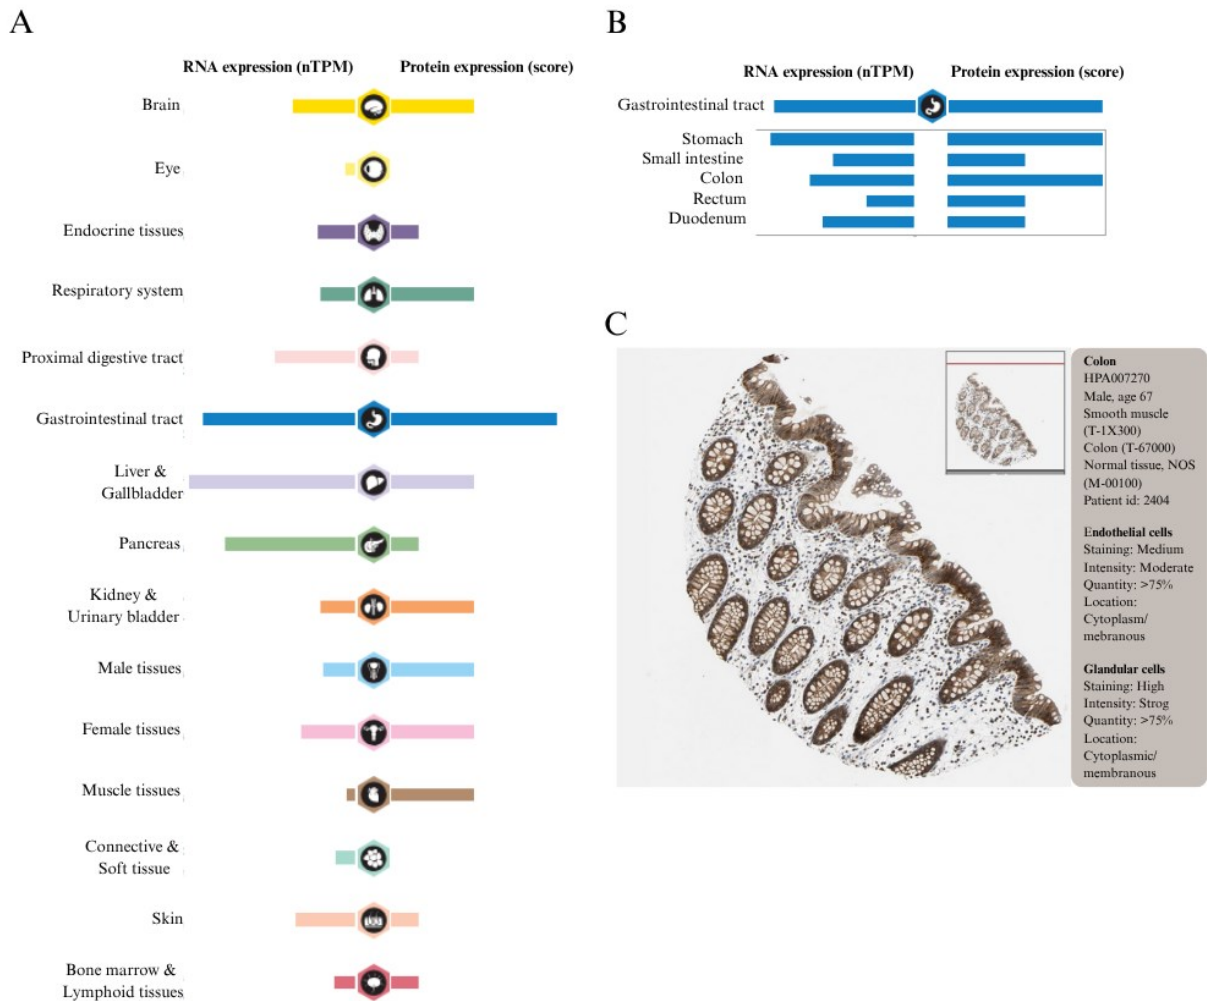 A
RNA expression (nTPM) Protein expression (score)
Brain
Eye
Endocrine tissues
Respiratory system
Proximal digestive tract
Gastrointestinal tract
Liver &
Gallbladder
Pancreas
Kidney &
Urinary bladder
Male tissues
Female tissues
Muscle tissues
Connective &
Soft tissue
Skin
Bone marrow &
Lymphoid tissues
B
RNA expression (nTPM) Protein expression (score)
Gastrointestinal tract
Stomach
Small intestine
Colon
Rectum
Duodenum
C
Colon
HPA007270
Male, age 67
Smooth muscle
(T-1X300)
Colon (T-67000)
Normal tissue, NOS
(M-00100)
Patient id: 2404
Endothelial cells
Staining: Medium
Intensity: Moderate
Quantity: >75%
Location:
Cytoplasm/
mebranous
Glandular cells
Staining: High
Intensity: Strog
Quantity: >75%
Location:
Cytoplasmic/
membranous